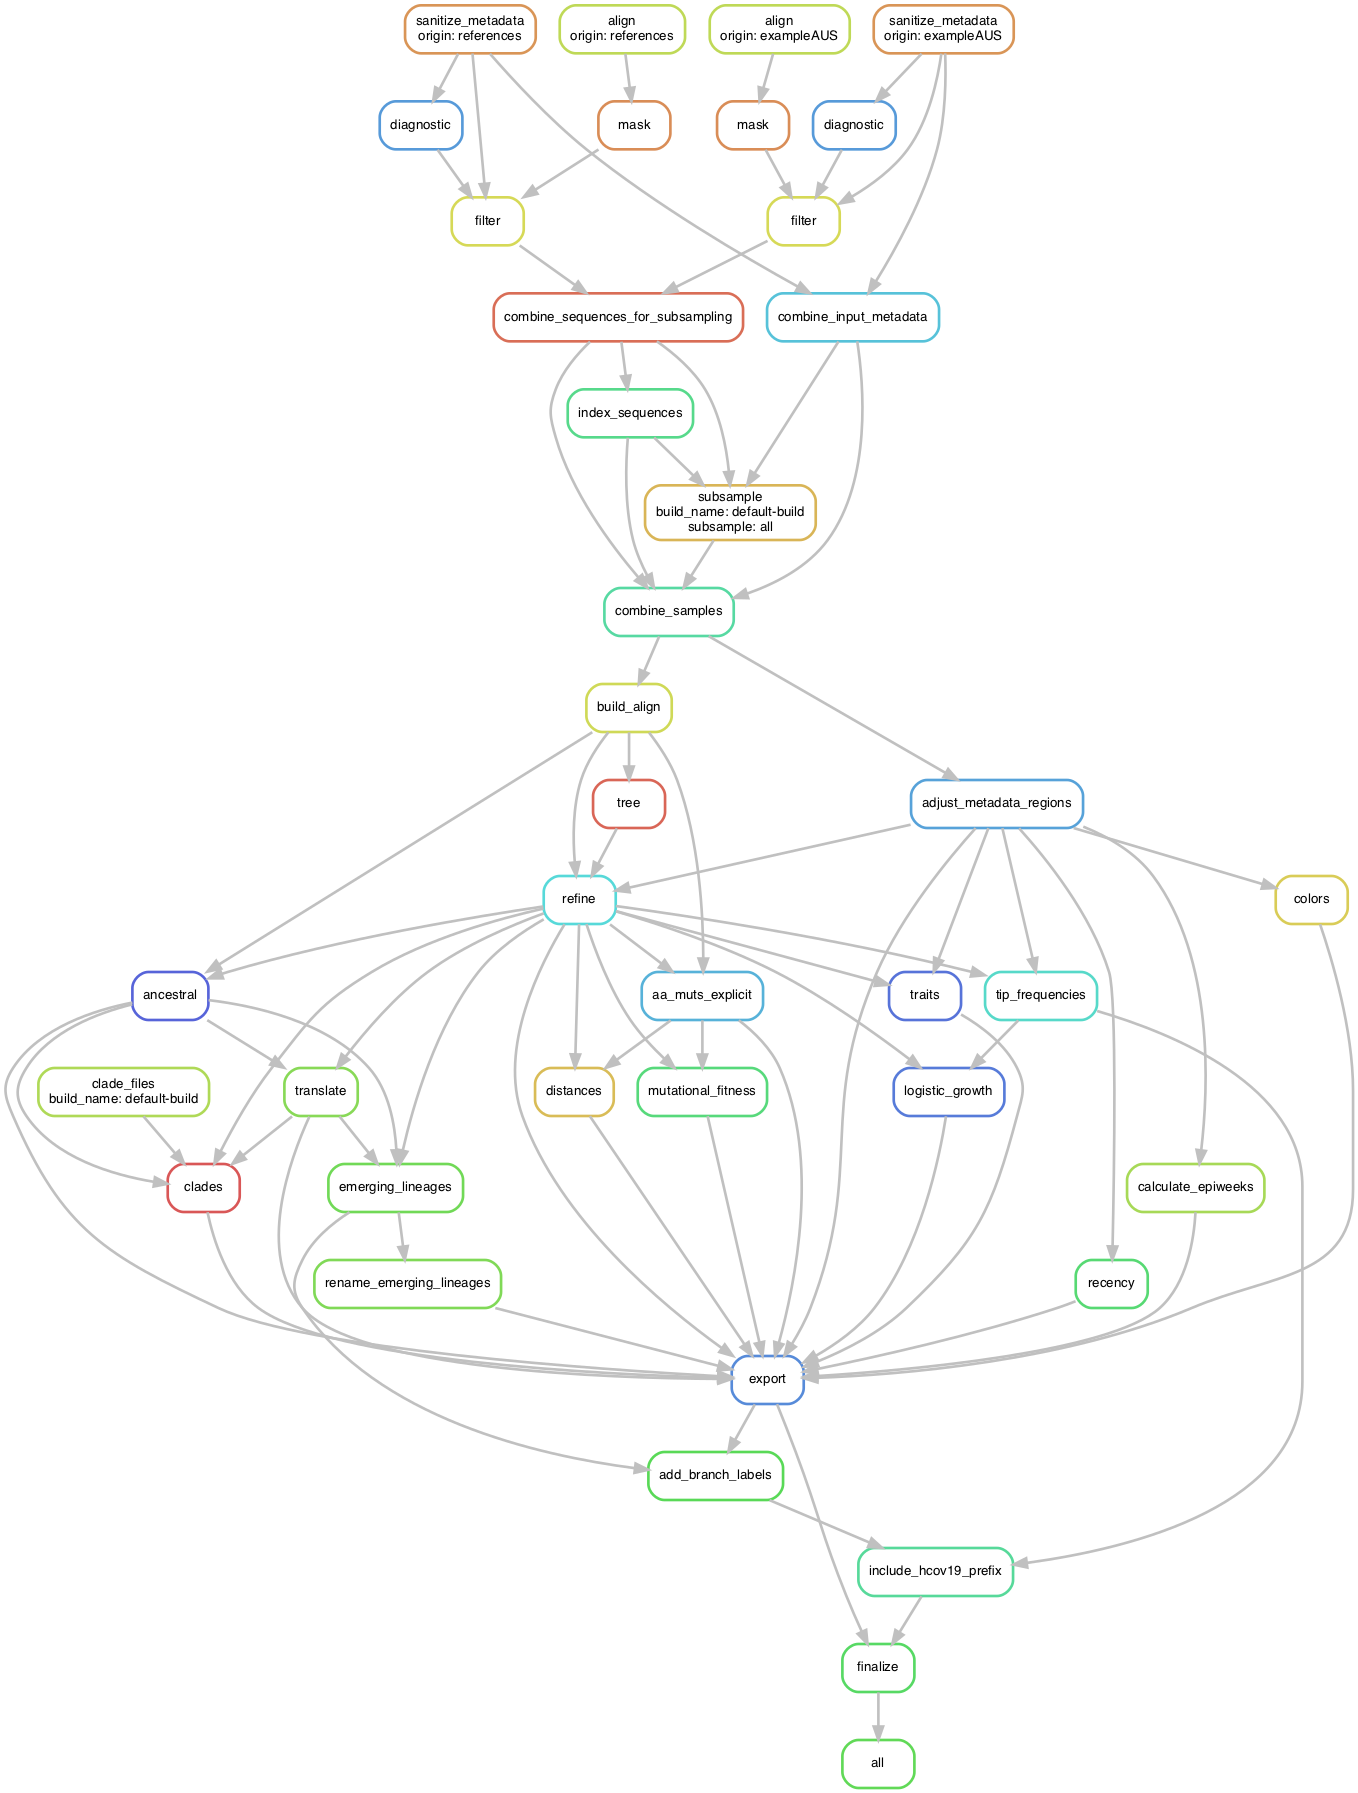 sanitize_metadata
origin: references
align
origin: references
align
origin: exampleAUS
sanitize_metadata
origin: exampleAUS
diagnostic
mask
mask
diagnostic
filter
filter
combine_sequences_for_subsampling
combine_input_metadata
index_sequences
subsample
build_name: default-build
subsample: all
combine_samples
build_align
tree
adjust_metadata_regions
refine
colors
ancestral
aa_muts_explicit
traits
tip_frequencies
clade_files
build_name: default-build
translate
distances
mutational_fitness
logistic_growth
clades
emerging_lineages
calculate_epiweeks
rename_emerging_lineages
recency
export
add_branch_labels
include_hcov19_prefix
finalize
all